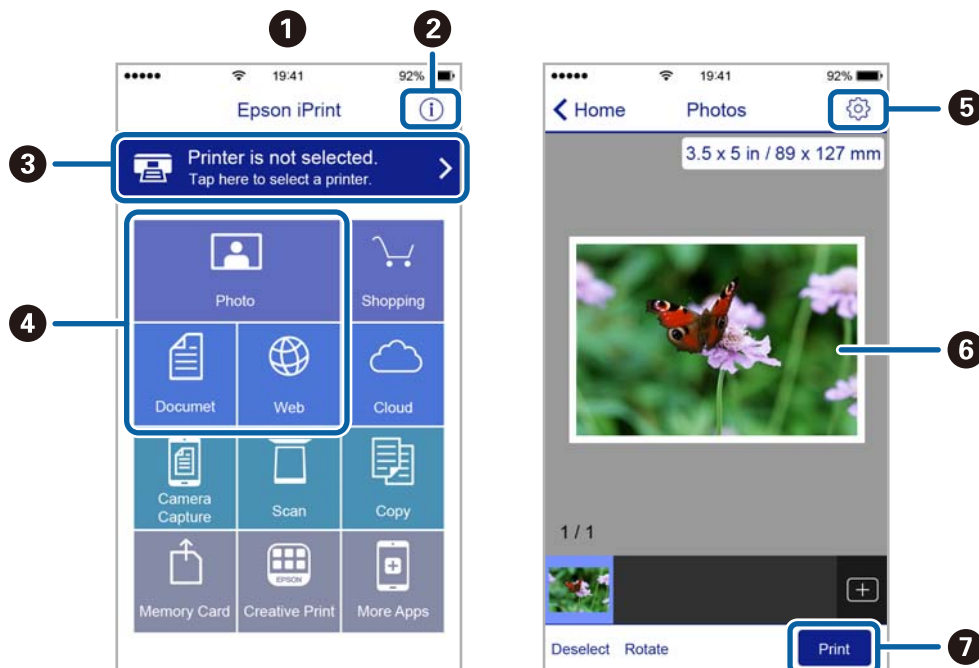 1
2
19:41
92%
Epson iPrint
3
Printer is not selected.
Tap here to select a printer.
4
Photo
Shopping
Documet
Web
Cloud
Camera
Capture
Scan
Copy
EPSON
Memory Card
Creative Print
More Apps
19:41
92%
Home
Photos
5
3.5 x 5 in / 89 x 127 mm
6
1 / 1
Deselect
Rotate
Print
7